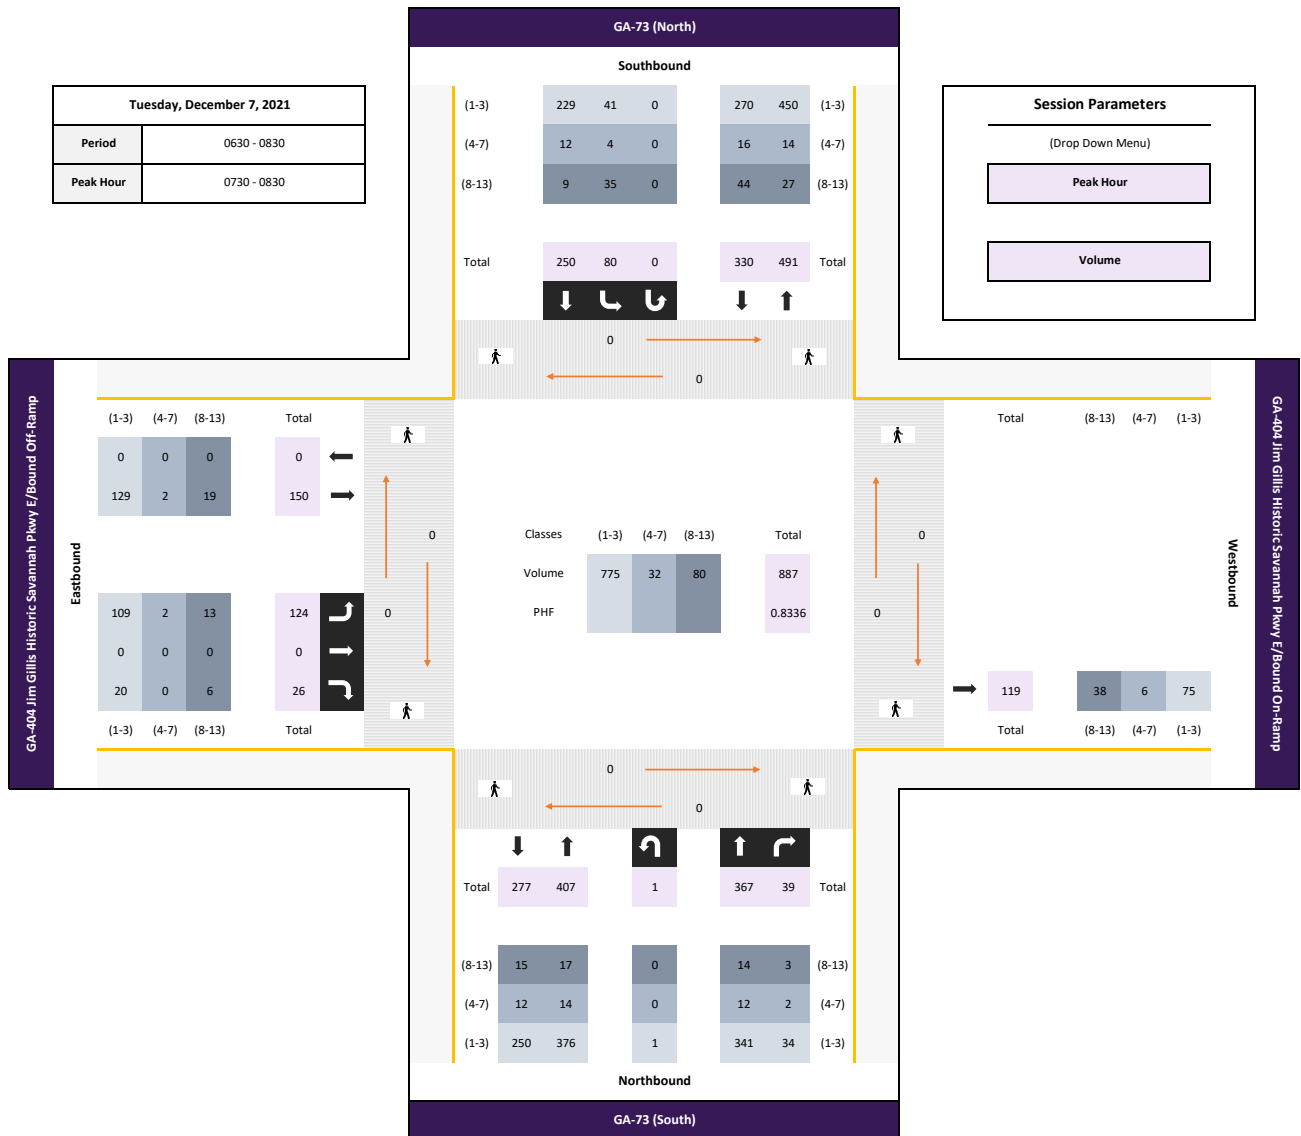 GA-73 (North)
Southbound
Tuesday, December 7, 2021
Period 0630 - 0830
Peak Hour 0730 - 0830
(1-3) 229 41 0 270 450 (1-3)
(4-7) 12 4 0 16 14 (4-7)
(8-13) 9 35 0 44 27 (8-13)
Total 250 80 0 330 491 Total
Session Parameters
(Drop Down Menu)
Peak Hour
Volume
0
0
GA-404 Jim Gillis Historic Savannah Pkwy E/Bound Off-Ramp
Eastbound
(1-3) (4-7) (8-13) Total
0 0 0 0
129 2 19 150
109 2 13 124
0 0 0 0
20 0 6 26
(1-3) (4-7) (8-13) Total
0
0
Classes (1-3) (4-7) (8-13) Total
Volume 775 32 80 887
PHF 0.8336
0
0
Total (8-13) (4-7) (1-3)
119 38 6 75
Total (8-13) (4-7) (1-3)
Westbound
GA-404 Jim Gillis Historic Savannah Pkwy E/Bound On-Ramp
0
0
Total 277 407 1 367 39 Total
(8-13) 15 17 0 14 3 (8-13)
(4-7) 12 14 0 12 2 (4-7)
(1-3) 250 376 1 341 34 (1-3)
Northbound
GA-73 (South)